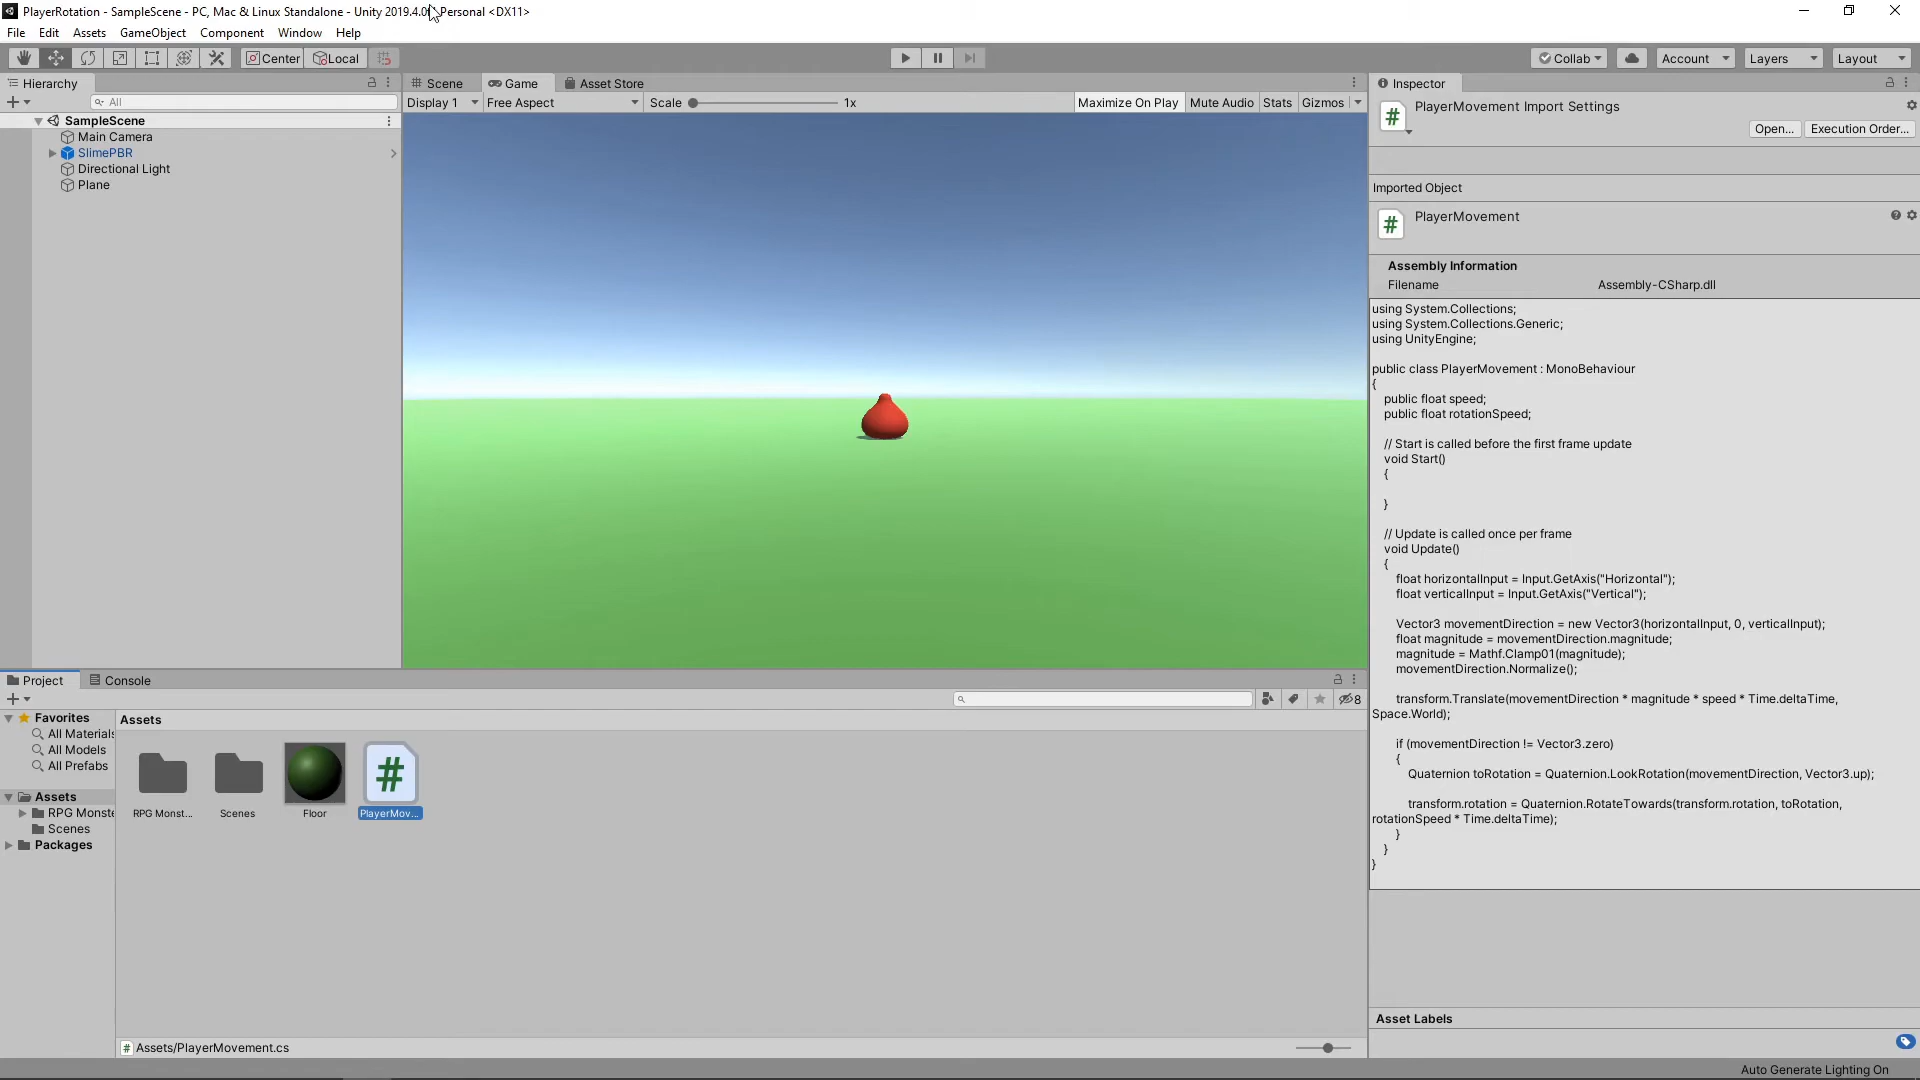 PlayerRotation - SampleScene - PC, Mac & Linux Standalone - Unity 2019.4.0 Personal <DX11>
File Edit Assets GameObject Component Window Help
Center Local
Collab Account Layers Layout
Hierarchy
All
SampleScene
Main Camera
SlimePBR
Directional Light
Plane
Scene Game Asset Store
Display 1 Free Aspect Scale 1x Maximize On Play Mute Audio Stats Gizmos
Inspector
PlayerMovement Import Settings
Open... Execution Order...
Imported Object
PlayerMovement
Assembly Information
Filename Assembly-CSharp.dll
using System.Collections;
using System.Collections.Generic;
using UnityEngine;
public class PlayerMovement : MonoBehaviour
{
public float speed;
public float rotationSpeed;
// Start is called before the first frame update
void Start()
{
}
// Update is called once per frame
void Update()
{
float horizontalInput = Input.GetAxis("Horizontal");
float verticalInput = Input.GetAxis("Vertical");
Vector3 movementDirection = new Vector3(horizontalInput, 0, verticalInput);
float magnitude = movementDirection.magnitude;
magnitude = Mathf.Clamp01(magnitude);
movementDirection.Normalize();
transform.Translate(movementDirection * magnitude * speed * Time.deltaTime,
Space.World);
if (movementDirection != Vector3.zero)
{
Quaternion toRotation = Quaternion.LookRotation(movementDirection, Vector3.up);
transform.rotation = Quaternion.RotateTowards(transform.rotation, toRotation,
rotationSpeed * Time.deltaTime);
}
}
}
Asset Labels
Project Console
8
Favorites
All Materials
All Models
All Prefabs
Assets
RPG Monste
Scenes
Packages
Assets
RPG Monst...
Scenes
Floor
PlayerMov...
Assets/PlayerMovement.cs
Auto Generate Lighting On